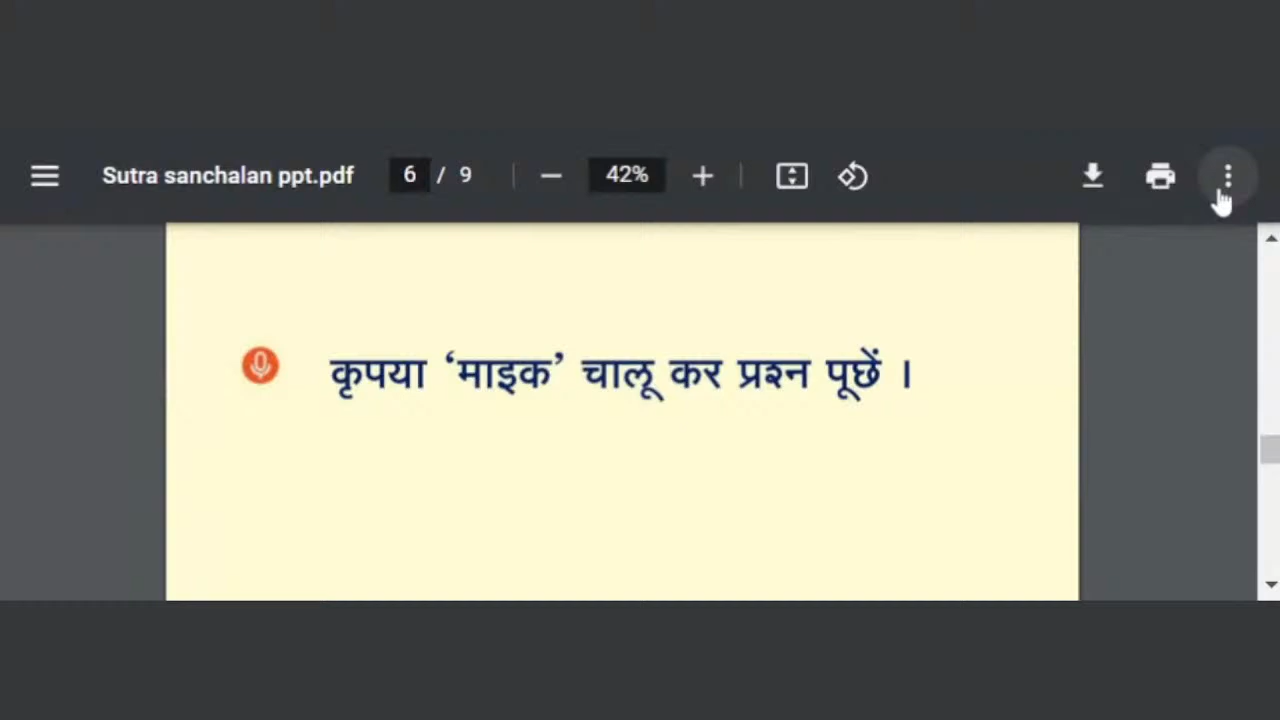 Sutra sanchalan ppt.pdf 6 / 9 42%
कृपया ‘माइक’ चालू कर प्रश्न पूछें ।